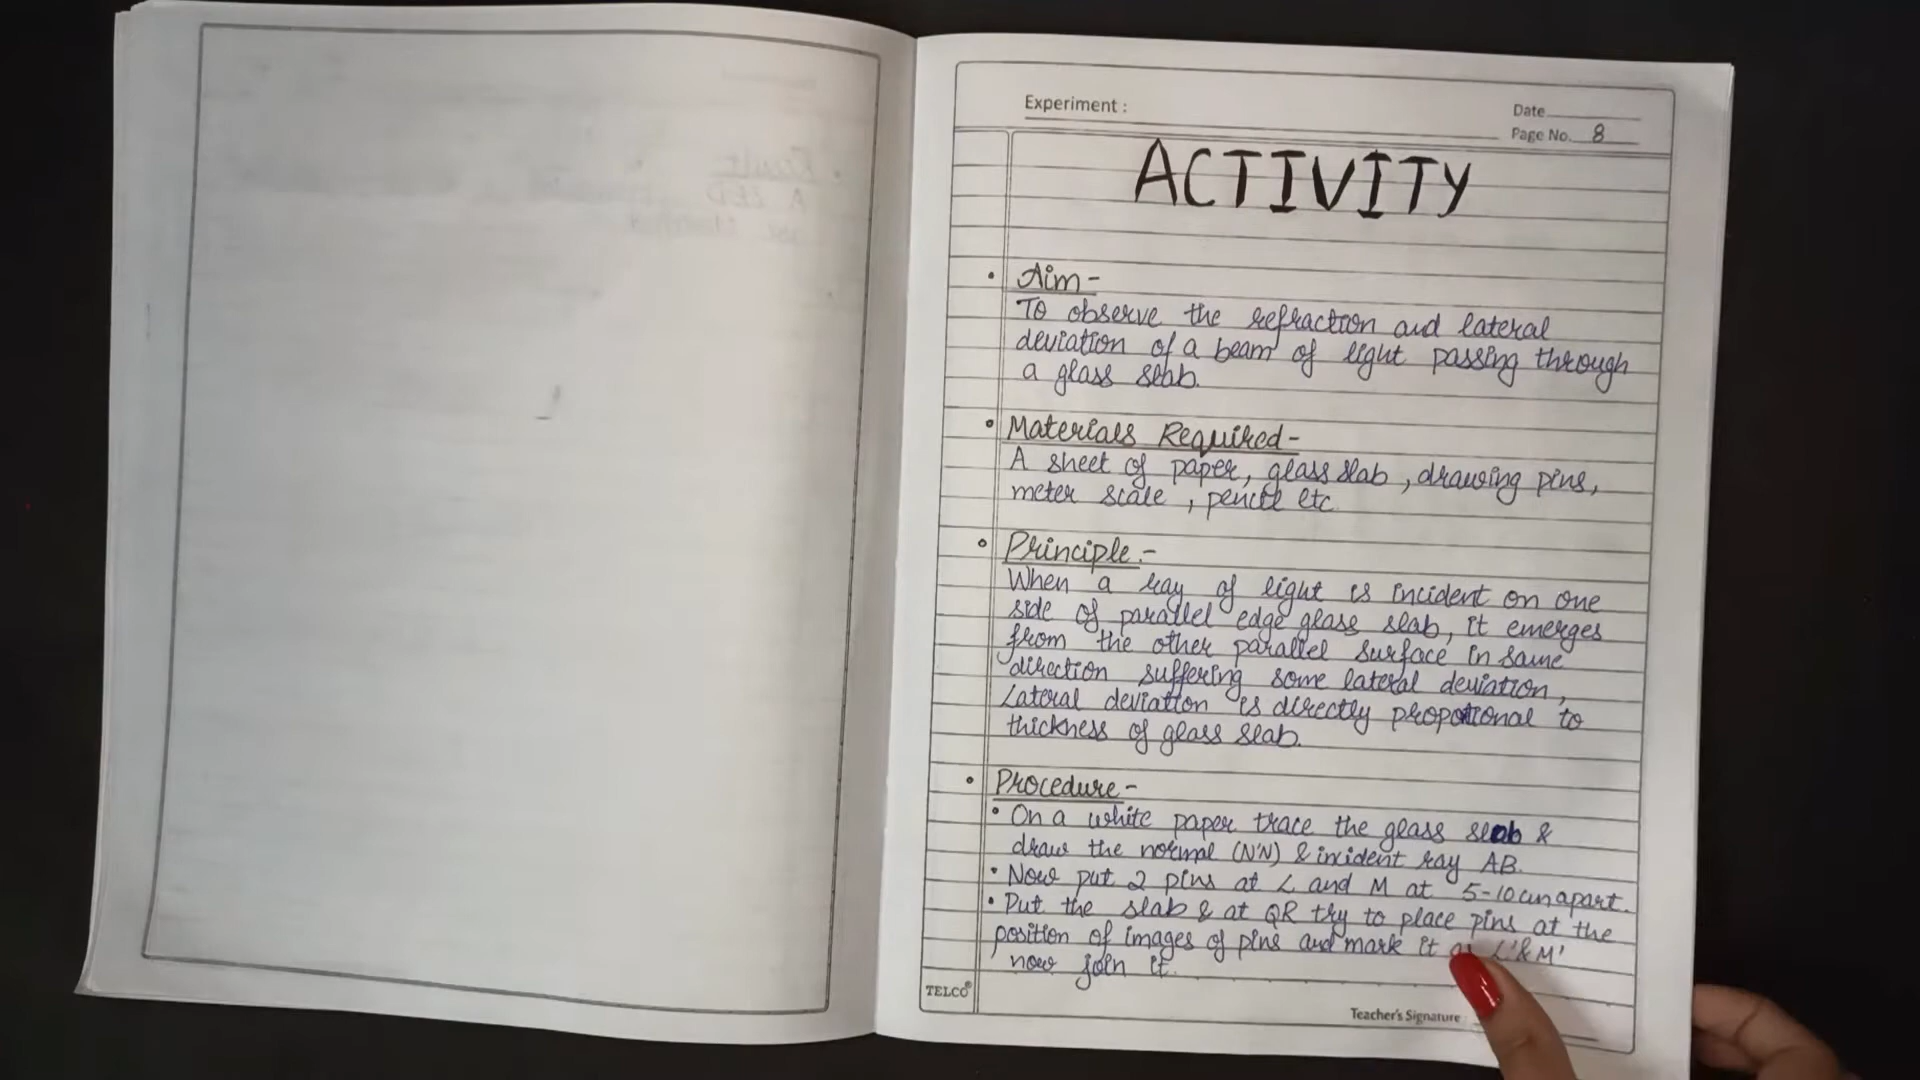 Experiment :
Date
Page No. 8
ACTIVITY
• Aim -
To observe the refraction and lateral
deviation of a beam of light passing through
a glass slab.
• Materials Required -
A sheet of paper, glass slab, drawing pins,
meter scale, pencil etc.
• Principle :-
When a ray of light is incident on one
side of parallel edge glass slab, it emerges
from the other parallel surface in same
direction suffering some lateral deviation,
Lateral deviation is directly propotional to
thickness of glass slab.
• Procedure -
• On a white paper trace the glass slab &
draw the normal (N'N) & incident ray AB.
• Now put 2 pins at L and M at 5-10cm apart.
• Put the slab & at QR try to place pins at the
position of images of pins and mark it L' & M'
now join it.
TELCO®
Teacher's Signature